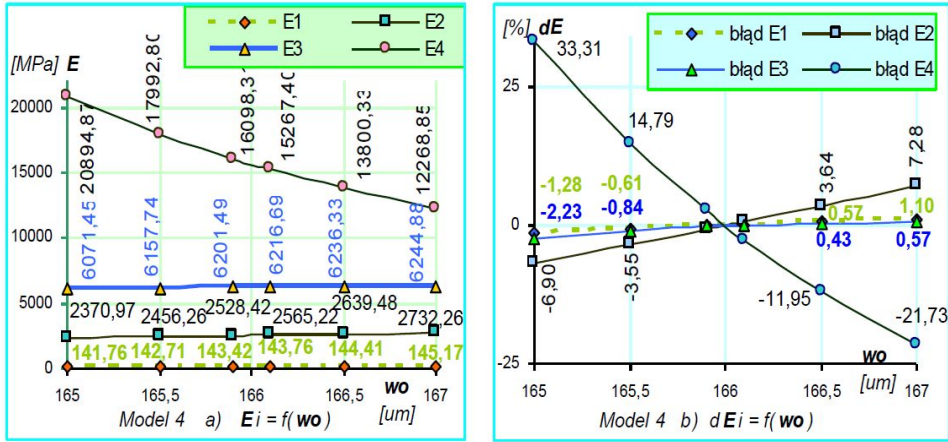 E1 E2
E3 E4
[MPa] E
20000
15000
10000
5000
0
20894,87 17992,80 16098,3 15267,40 13800,33 12268,85
6071,45 6157,74 6201,49 6216,69 6236,33 6244,88
2370,97 2456,26 2528,42 2565,22 2639,48 2732,26
141,76 142,71 143,42 143,76 144,41 145,17
165 165,5 166 166,5 167
wo
[um]
Model 4 a) Ei = f(wo)
błąd E1 błąd E2
błąd E3 błąd E4
[%] dE
25
0
-25
33,31
14,79
-11,95
-21,73
-6,90 -3,55 3,64 7,28
-1,28 -0,61 0,57 1,10
-2,23 -0,84 0,43 0,57
wo
165 165,5 166 166,5 167
[um]
Model 4 b) dEi = f(wo)